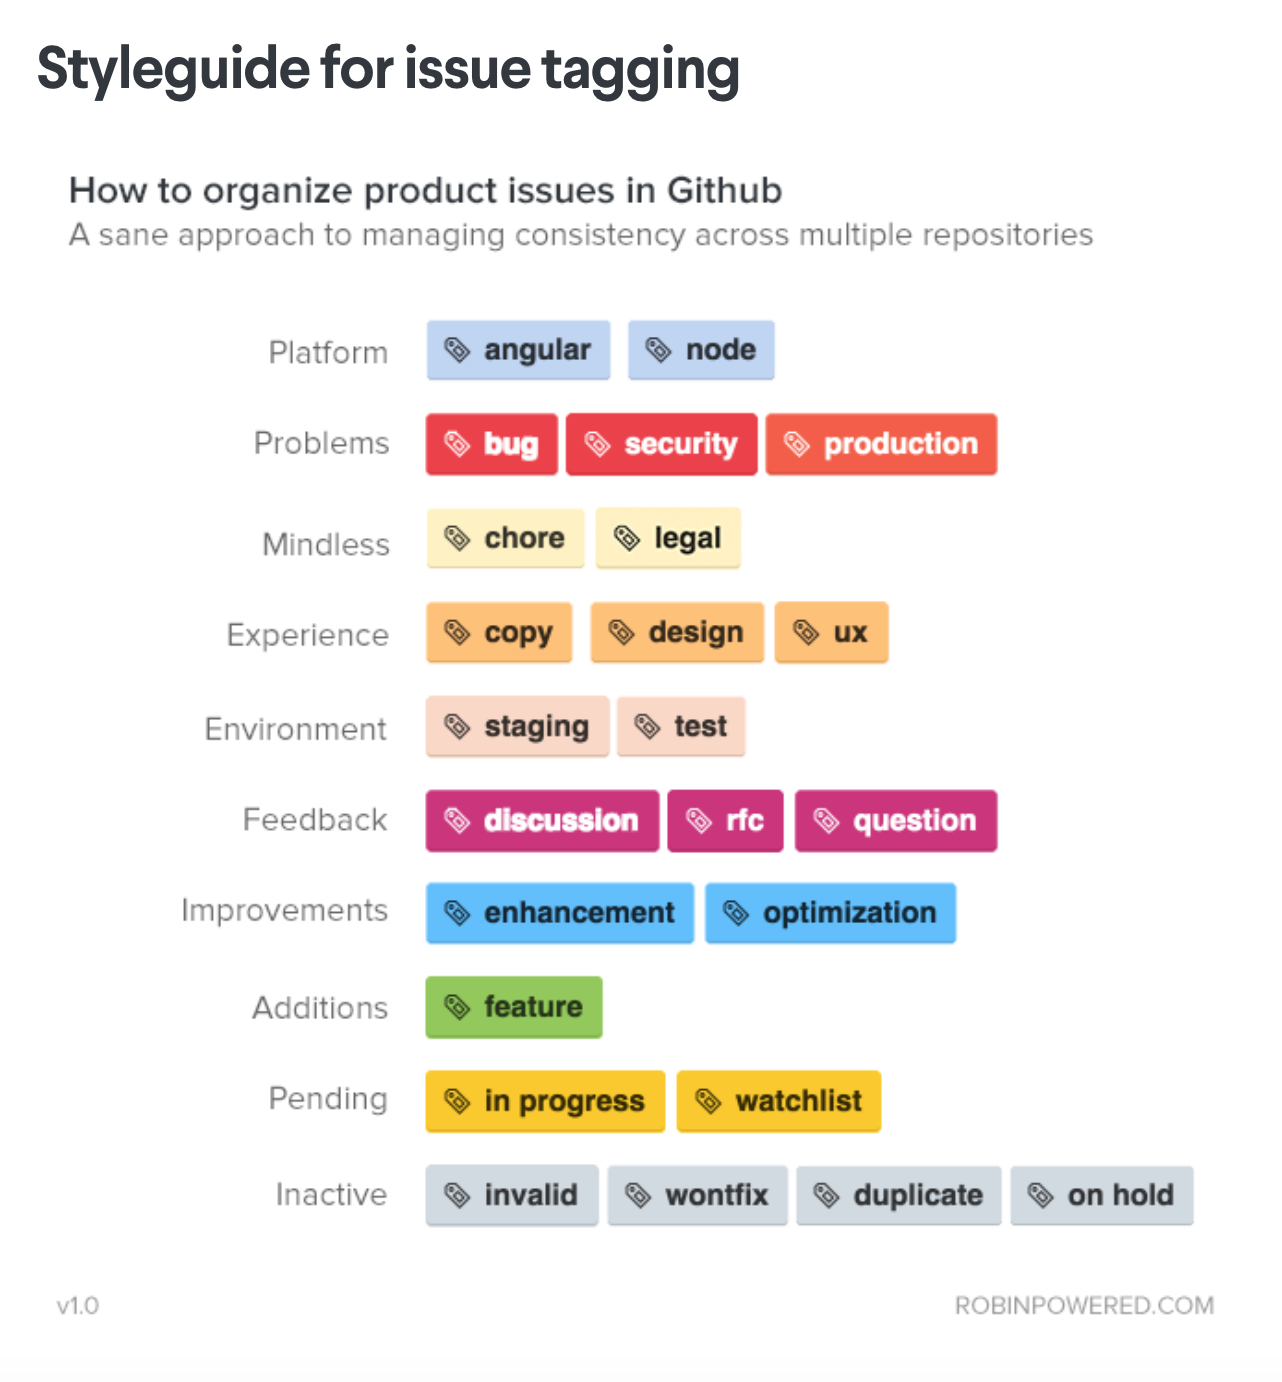 Styleguide for issue tagging
How to organize product issues in Github
A sane approach to managing consistency across multiple repositories
Platform angular node
Problems bug security production
Mindless chore legal
Experience copy design ux
Environment staging test
Feedback discussion rfc question
Improvements enhancement optimization
Additions feature
Pending in progress watchlist
Inactive invalid wontfix duplicate on hold
v1.0 ROBINPOWERED.COM